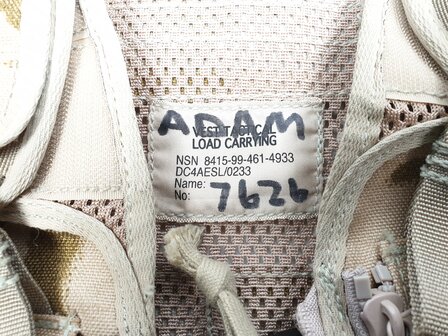 ADAM
VEST TACTICAL
LOAD CARRYING
NSN 8415-99-461-4933
DC4AESL/0233
Name:
No: 7626